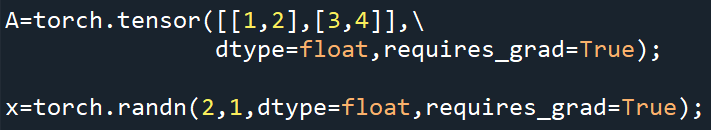 A=torch.tensor([[1,2],[3,4]],\
dtype=float,requires_grad=True);
x=torch.randn(2,1,dtype=float,requires_grad=True);